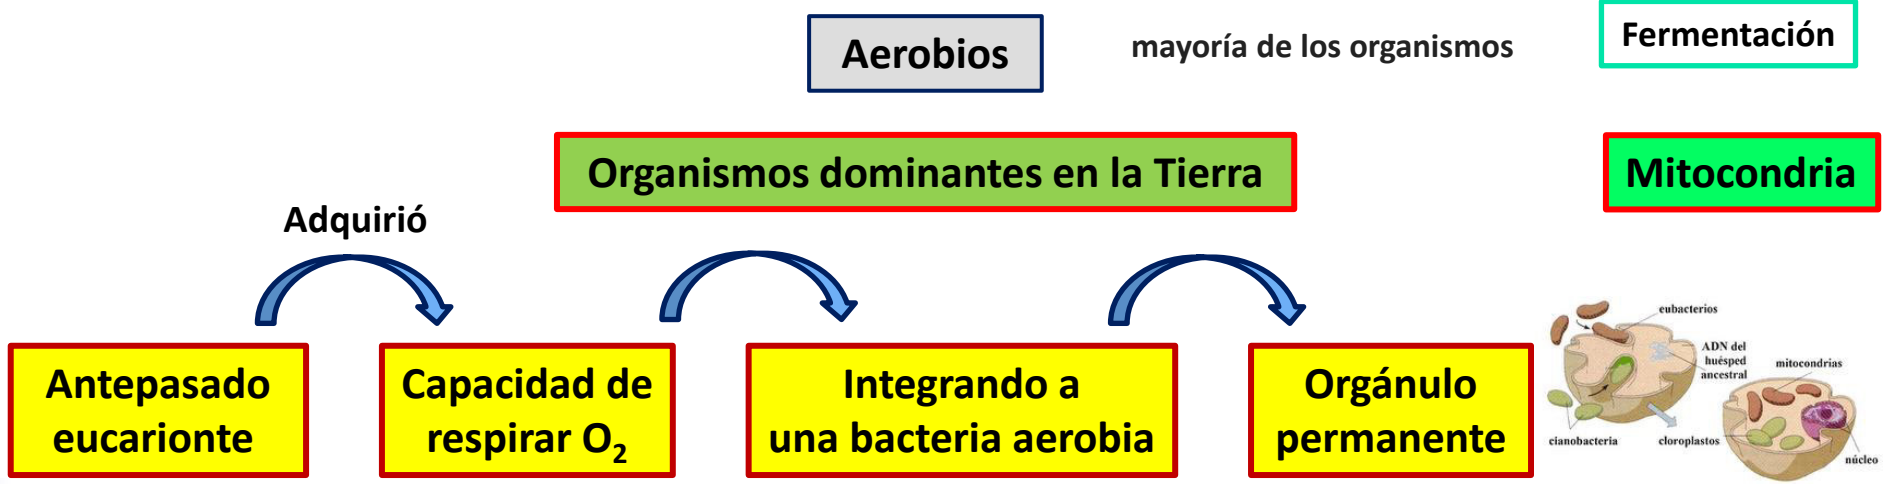 Aerobios
mayoría de los organismos
Fermentación
Organismos dominantes en la Tierra
Mitocondria
Adquirió
Antepasado
eucarionte
Capacidad de
respirar O₂
Integrando a
una bacteria aerobia
Orgánulo
permanente
eubacterios
ADN del
huésped
ancestral
mitocondrias
cianobacteria
cloroplastos
núcleo